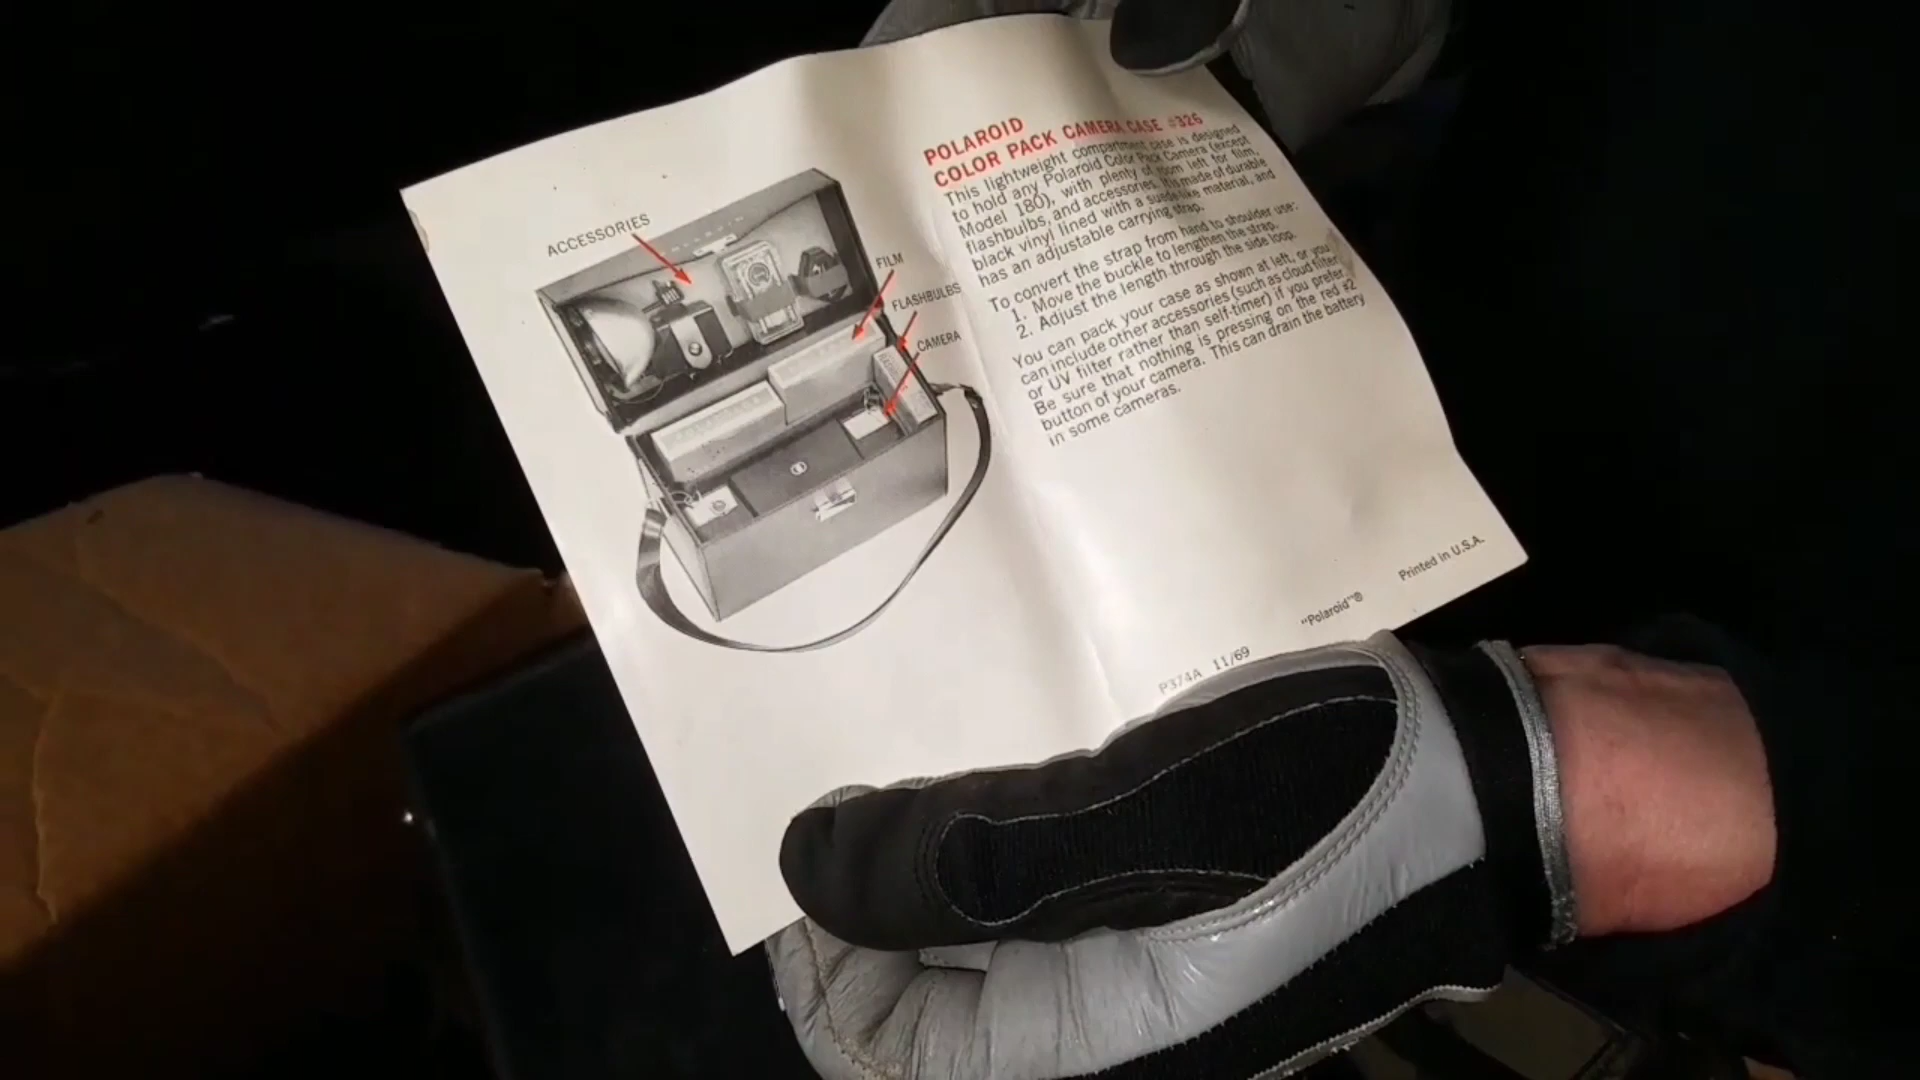 POLAROID
COLOR PACK CAMERA CASE #326
This lightweight compartment case is designed
to hold any Polaroid Color Pack Camera (except
Model 180), with plenty of room left for film,
flashbulbs, and accessories. It is made of durable
black vinyl lined with a suede-like material, and
has an adjustable carrying strap.
To convert the strap from hand to shoulder use:
1. Move the buckle to lengthen the strap.
2. Adjust the length through the side loop.
You can pack your case as shown at left, or you
can include other accessories (such as cloud filter
or UV filter rather than self-timer) if you prefer.
Be sure that nothing is pressing on the red #2
button of your camera. This can drain the battery
in some cameras.
ACCESSORIES
FILM
FLASHBULBS
CAMERA
P374A 11/69
"Polaroid"®
Printed in U.S.A.